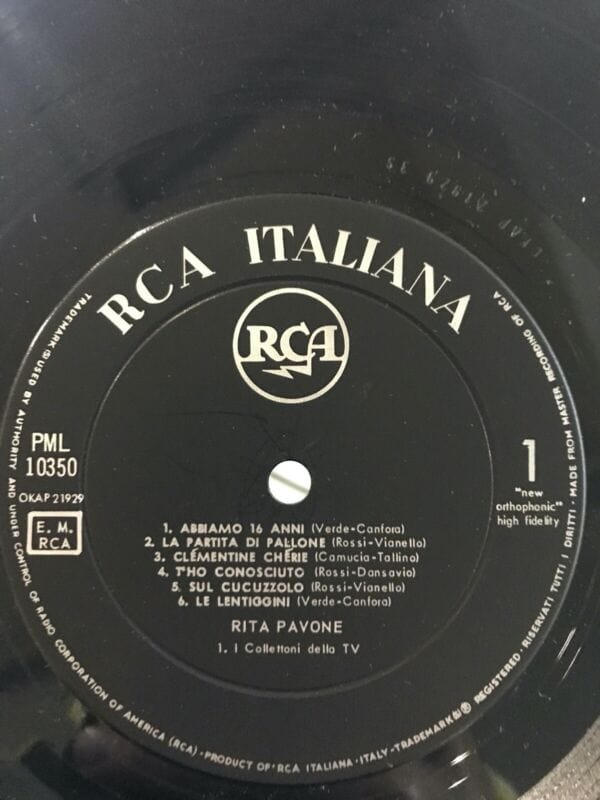 RCA ITALIANA
RCA
PML
10350
OKAP 21929
E. M.
RCA
1
"new
orthophonic"
high fidelity
1. ABBIAMO 16 ANNI (Verde-Canfora)
2. LA PARTITA DI PALLONE (Rossi-Vianello)
3. CLÉMENTINE CHÉRIE (Camucia-Tallino)
4. T'HO CONOSCIUTO (Rossi-Dansavio)
5. SUL CUCUZZOLO (Rossi-Vianello)
6. LE LENTIGGINI (Verde-Canfora)
RITA PAVONE
1. I Collettoni della TV
TRADEMARK(S) USED BY AUTHORITY AND UNDER CONTROL OF RADIO CORPORATION OF AMERICA (RCA) • PRODUCT OF RCA ITALIANA • ITALY • TRADEMARK(S) ® REGISTERED • RISERVATI TUTTI I DIRITTI • MADE FROM MASTER RECORDING OF RCA